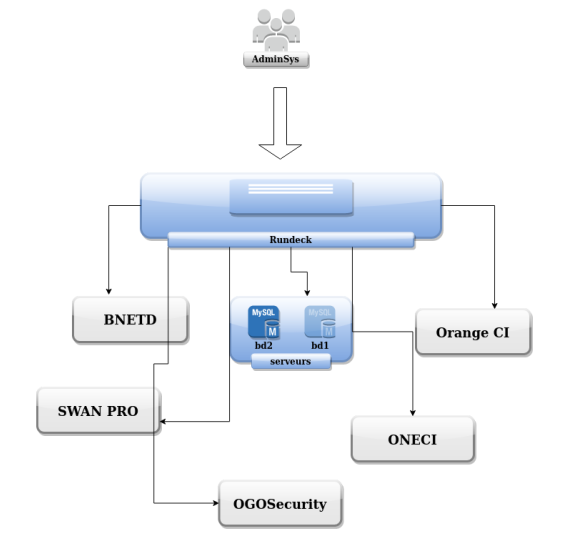 AdminSys
Rundeck
BNETD
MySQL
M
bd2
MySQL
M
bd1
serveurs
Orange CI
SWAN PRO
ONECI
OGOSecurity